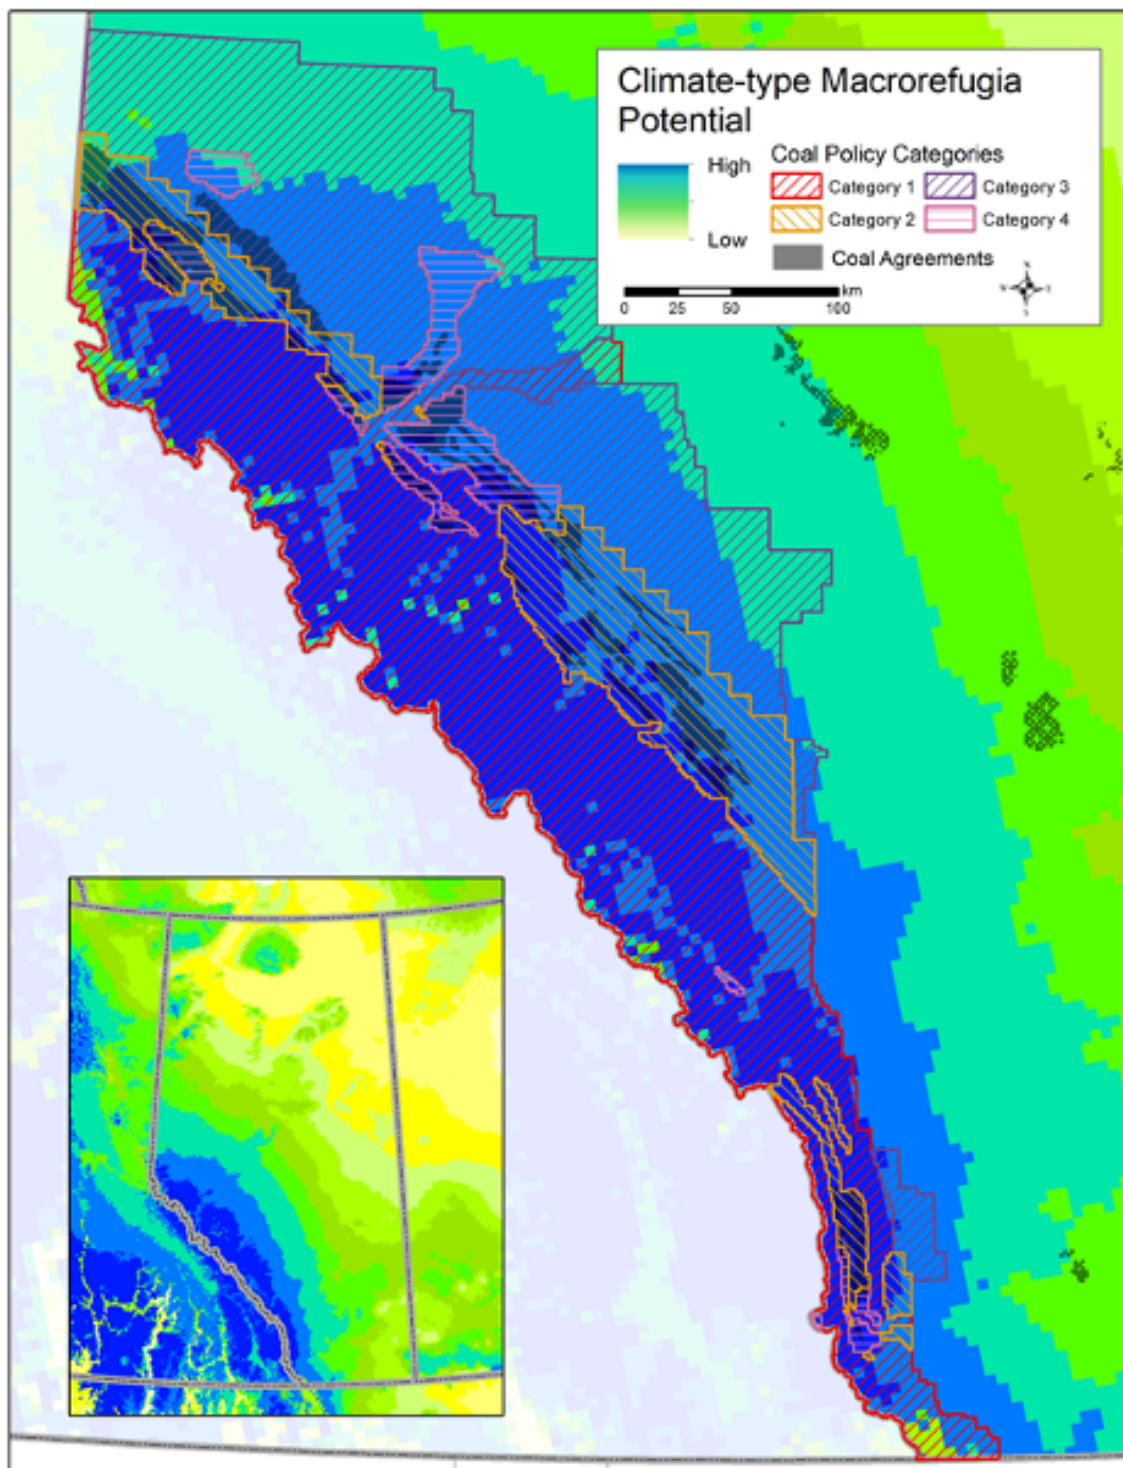 Climate-type Macrorefugia
Potential
High
Low
Coal Policy Categories
Category 1
Category 3
Category 2
Category 4
Coal Agreements
km
0 25 50 100
N
W E
S